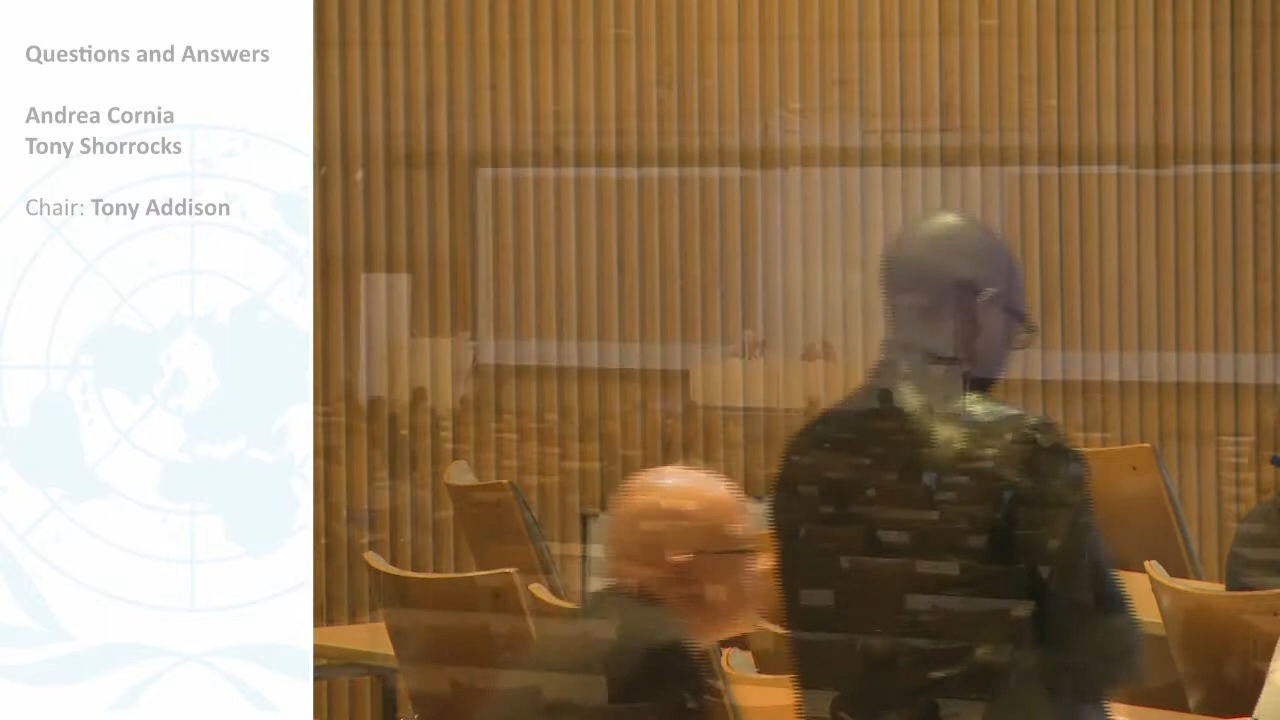 Questions and Answers
Andrea Cornia
Tony Shorrocks
Chair: Tony Addison